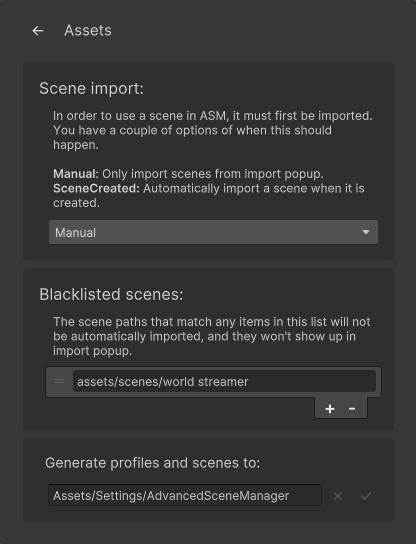 ← Assets
Scene import:
In order to use a scene in ASM, it must first be imported.
You have a couple of options of when this should
happen.
Manual: Only import scenes from import popup.
SceneCreated: Automatically import a scene when it is
created.
Manual
Blacklisted scenes:
The scene paths that match any items in this list will not
be automatically imported, and they won't show up in
import popup.
assets/scenes/world streamer
+ -
Generate profiles and scenes to:
Assets/Settings/AdvancedSceneManager